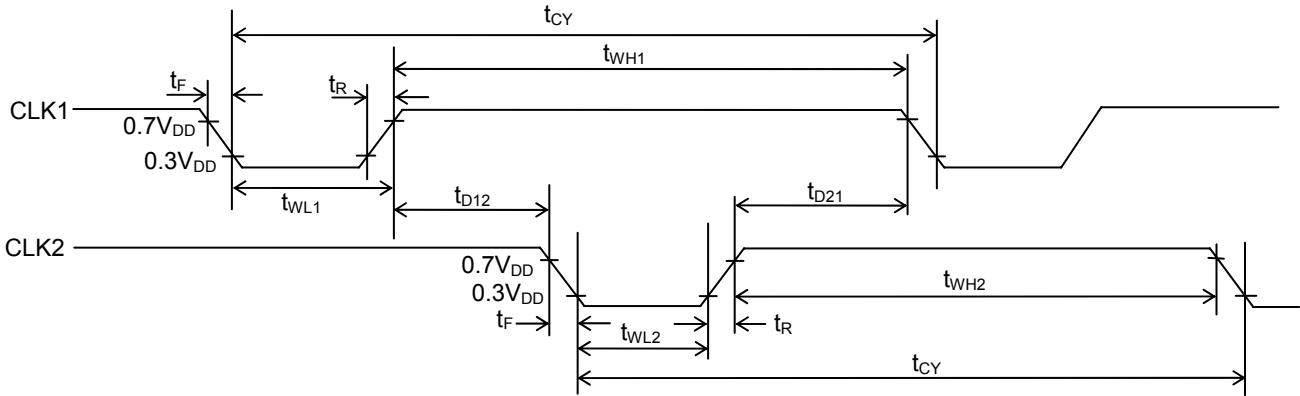 tCY
tWH1
tF
tR
CLK1
0.7VDD
0.3VDD
tWL1
tD12
tD21
CLK2
0.7VDD
0.3VDD
tWH2
tF
tWL2
tR
tCY